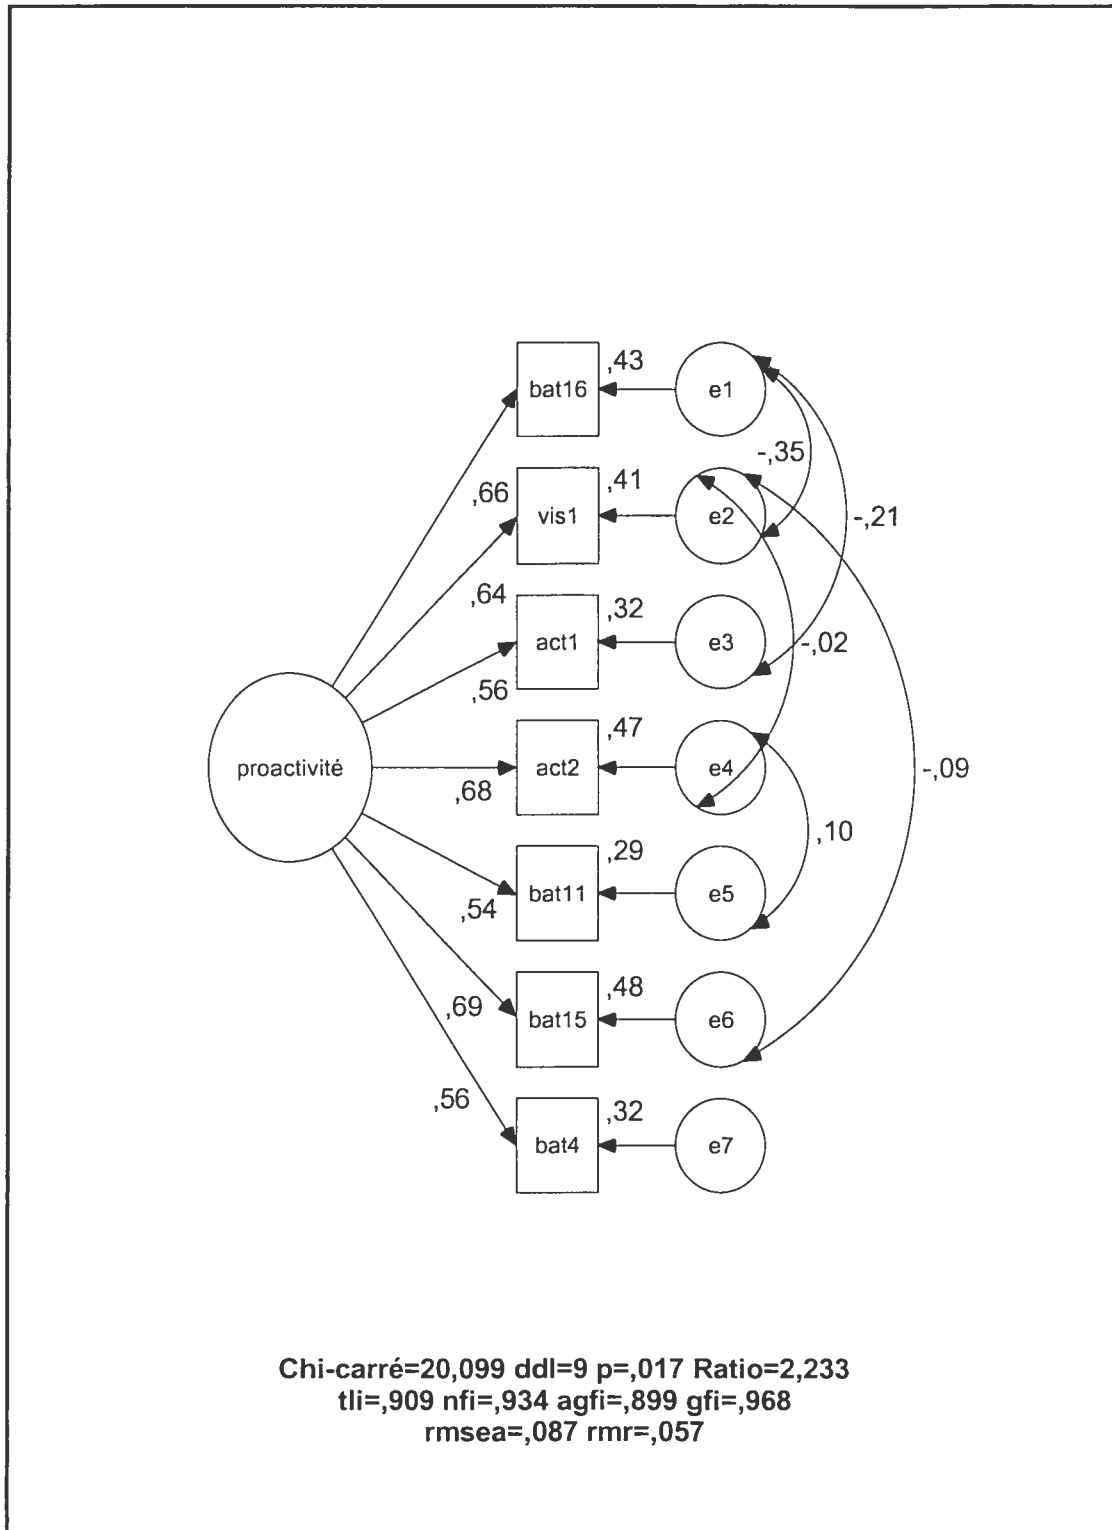 ,43
bat16
e1
-,35
,66
,41
vis1
e2
-,21
,64
,32
act1
e3
-,02
,56
,47
proactivité
act2
e4
-,09
,68
,10
,29
bat11
e5
,54
,48
,69
bat15
e6
,56
,32
bat4
e7
Chi-carré=20,099 ddl=9 p=,017 Ratio=2,233
tli=,909 nfi=,934 agfi=,899 gfi=,968
rmsea=,087 rmr=,057